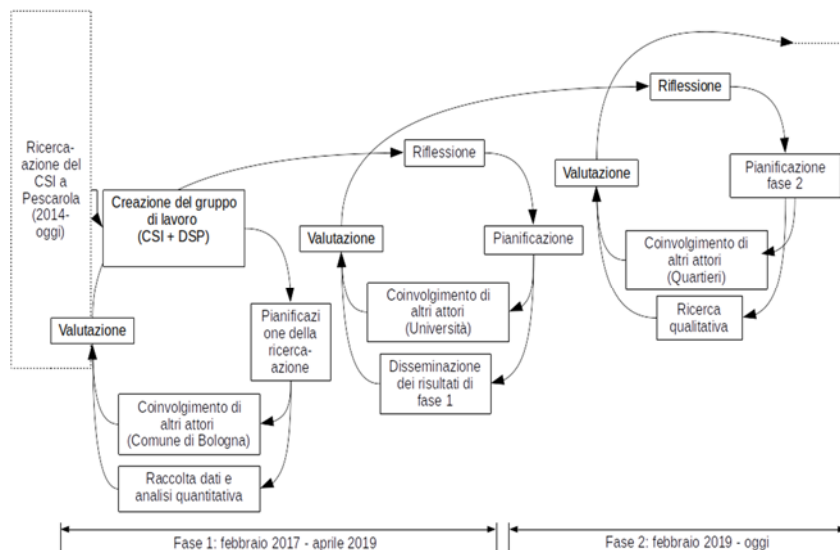 Ricerca-
azione del
CSI a
Pescarola
(2014-
oggi)
Creazione del gruppo
di lavoro
(CSI + DSP)
Valutazione
Pianificazi
one della
ricerca-
azione
Coinvolgimento di
altri attori
(Comune di Bologna)
Raccolta dati e
analisi quantitativa
Riflessione
Valutazione
Pianificazione
Coinvolgimento di
altri attori
(Università)
Disseminazione
dei risultati di
fase 1
Riflessione
Valutazione
Pianificazione
fase 2
Coinvolgimento di
altri attori
(Quartieri)
Ricerca
qualitativa
Fase 1: febbraio 2017 - aprile 2019
Fase 2: febbraio 2019 - oggi